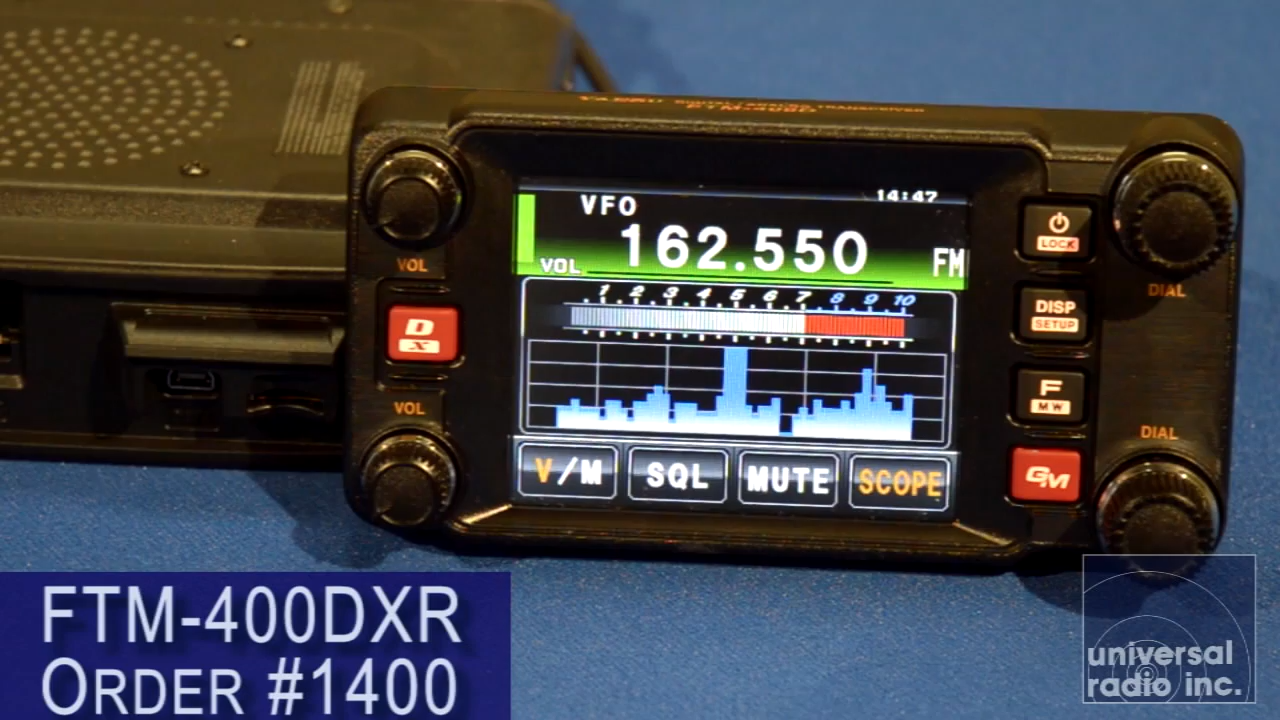 VFO
14:47
162.550
FM
VOL
1 2 3 4 5 6 7 8 9 10
V/M
SQL
MUTE
SCOPE
VOL
D
X
VOL
LOCK
DISP
SETUP
F
MW
GM
DIAL
DIAL
FTM-400DXR
ORDER #1400
universal
radio inc.